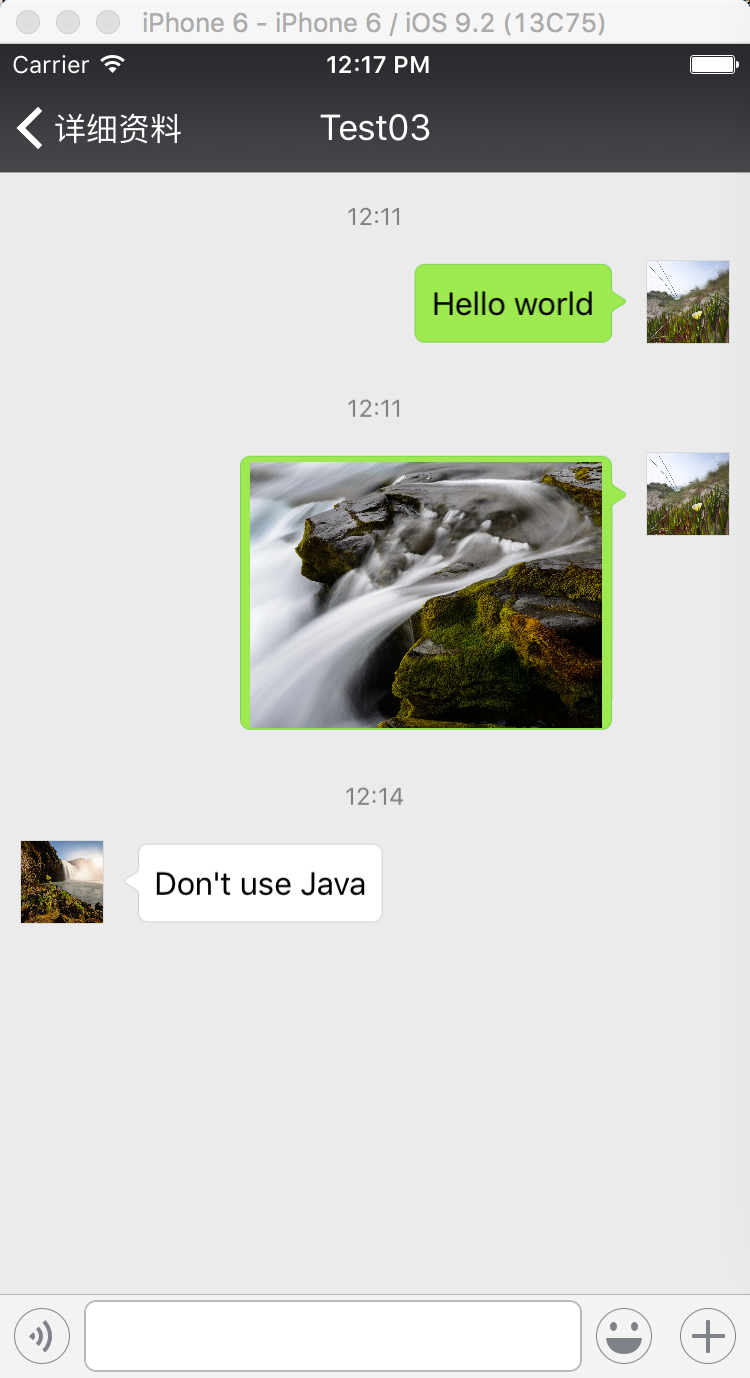 iPhone 6 - iPhone 6 / iOS 9.2 (13C75)
Carrier 12:17 PM
详细资料 Test03
12:11
Hello world
12:11
12:14
Don't use Java